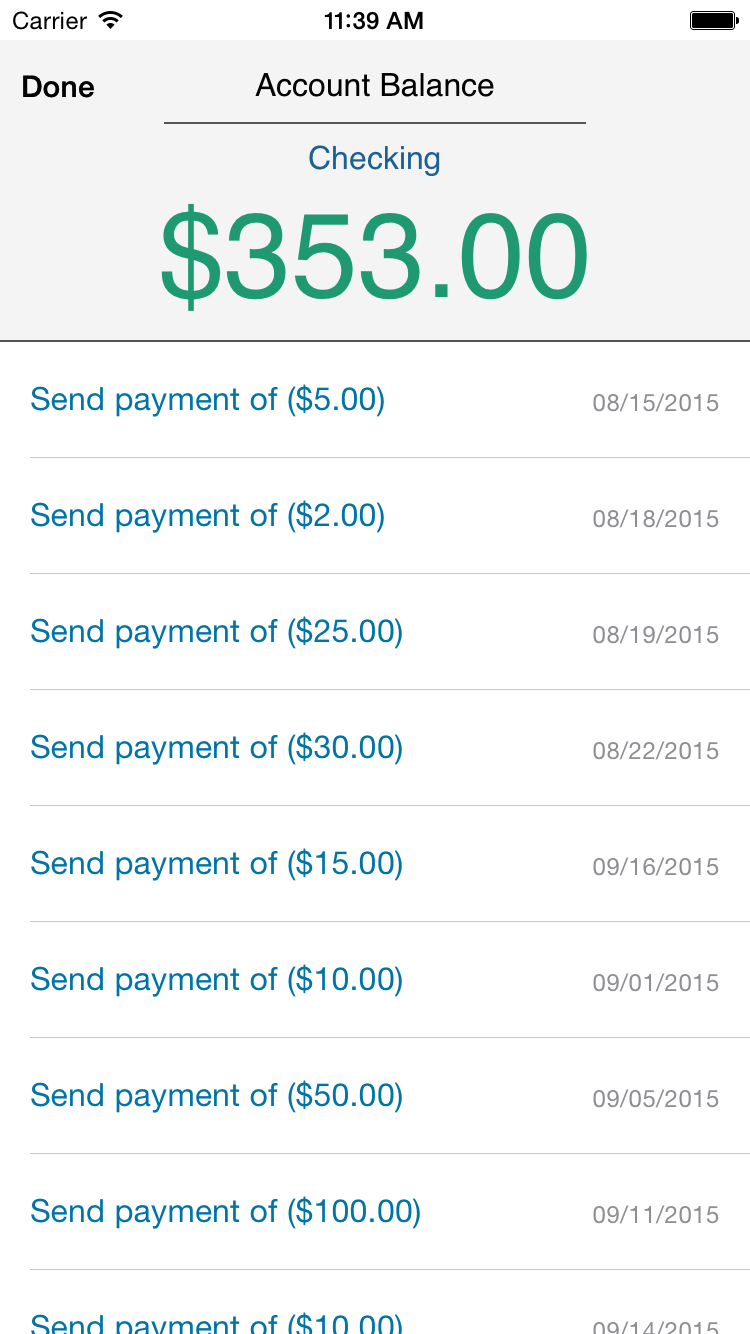 Carrier 11:39 AM
Done Account Balance
Checking
$353.00
Send payment of ($5.00) 08/15/2015
Send payment of ($2.00) 08/18/2015
Send payment of ($25.00) 08/19/2015
Send payment of ($30.00) 08/22/2015
Send payment of ($15.00) 09/16/2015
Send payment of ($10.00) 09/01/2015
Send payment of ($50.00) 09/05/2015
Send payment of ($100.00) 09/11/2015
Send payment of ($10.00) 09/14/2015